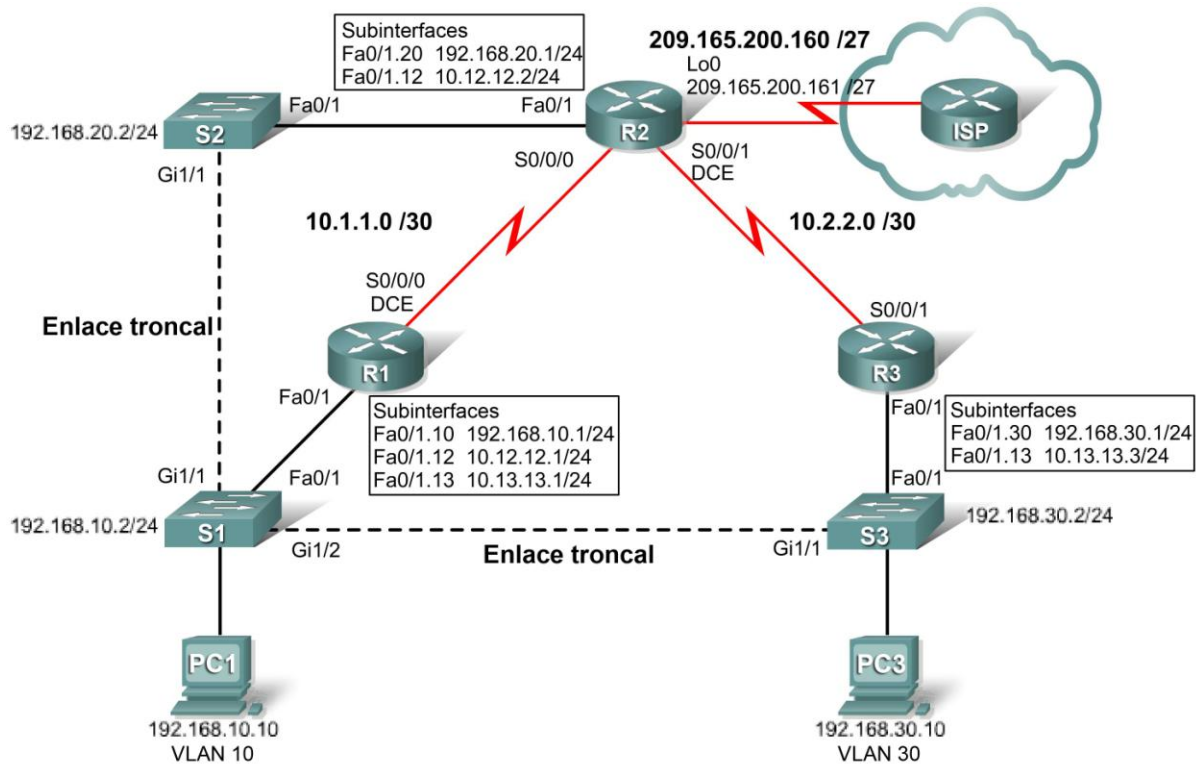 Subinterfaces
Fa0/1.20 192.168.20.1/24
Fa0/1.12 10.12.12.2/24
209.165.200.160 /27
Lo0
209.165.200.161 /27
Fa0/1
Fa0/1
192.168.20.2/24
S2
R2
ISP
Gi1/1
S0/0/0
S0/0/1
DCE
10.1.1.0 /30
10.2.2.0 /30
S0/0/0
DCE
Enlace troncal
S0/0/1
R1
R3
Fa0/1
Subinterfaces
Fa0/1.10 192.168.10.1/24
Fa0/1.12 10.12.12.1/24
Fa0/1.13 10.13.13.1/24
Fa0/1
Subinterfaces
Fa0/1.30 192.168.30.1/24
Fa0/1.13 10.13.13.3/24
Gi1/1
Fa0/1
Fa0/1
192.168.10.2/24
S1
Gi1/2
Enlace troncal
Gi1/1
S3
192.168.30.2/24
PC1
192.168.10.10
VLAN 10
PC3
192.168.30.10
VLAN 30